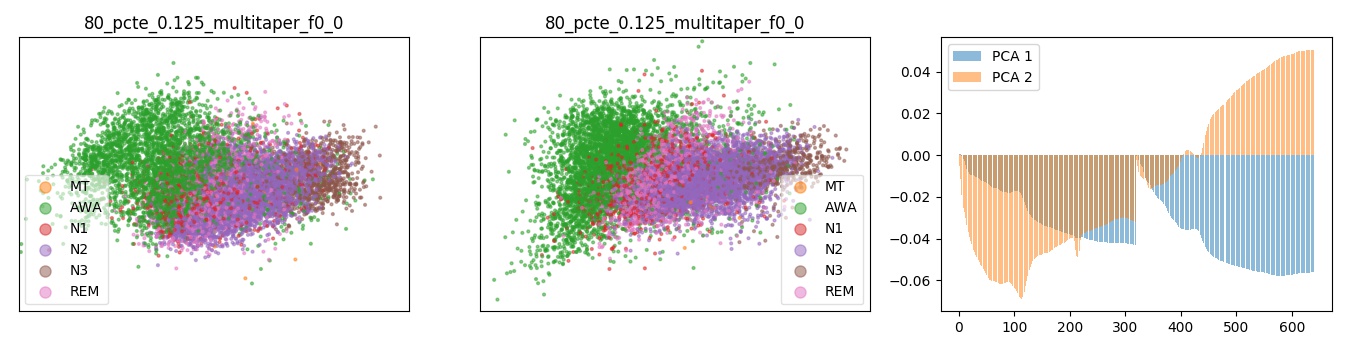 80_pcte_0.125_multitaper_f0_0
MT
AWA
N1
N2
N3
REM
80_pcte_0.125_multitaper_f0_0
MT
AWA
N1
N2
N3
REM
PCA 1
PCA 2
0.04
0.02
0.00
−0.02
−0.04
−0.06
0 100 200 300 400 500 600